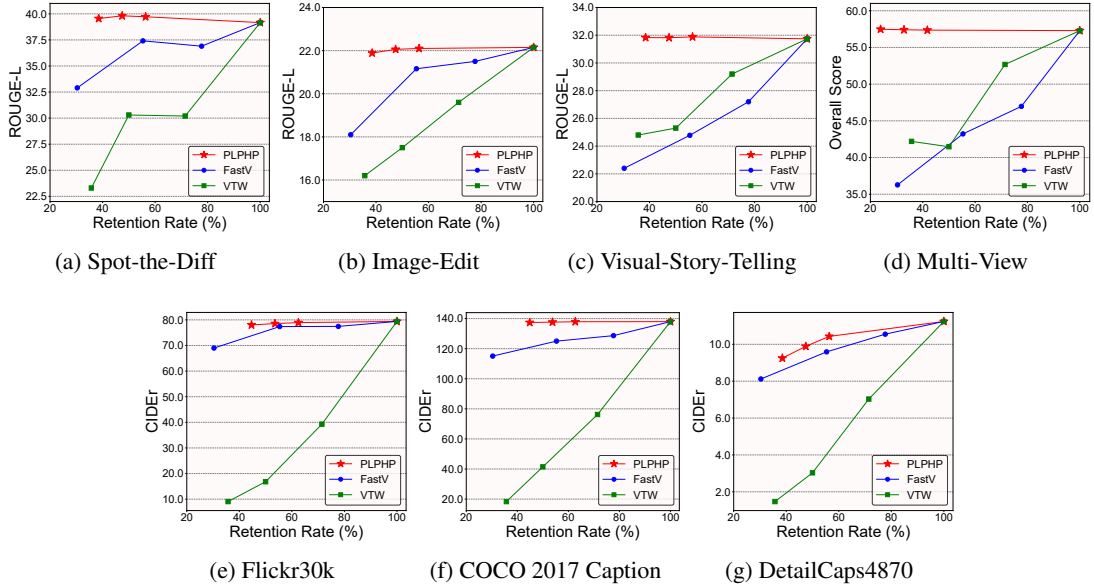 40.0
37.5
35.0
32.5
30.0
27.5
25.0
22.5
ROUGE-L
20 40 60 80 100
Retention Rate (%)
PLPHP
FastV
VTW
(a) Spot-the-Diff
24.0
22.0
20.0
18.0
16.0
ROUGE-L
20 40 60 80 100
Retention Rate (%)
PLPHP
FastV
VTW
(b) Image-Edit
34.0
32.0
30.0
28.0
26.0
24.0
22.0
20.0
ROUGE-L
20 40 60 80 100
Retention Rate (%)
PLPHP
FastV
VTW
(c) Visual-Story-Telling
60.0
55.0
50.0
45.0
40.0
35.0
Overall Score
20 40 60 80 100
Retention Rate (%)
PLPHP
FastV
VTW
(d) Multi-View
80.0
70.0
60.0
50.0
40.0
30.0
20.0
10.0
CIDEr
20 40 60 80 100
Retention Rate (%)
PLPHP
FastV
VTW
(e) Flickr30k
140.0
120.0
100.0
80.0
60.0
40.0
20.0
CIDEr
20 40 60 80 100
Retention Rate (%)
PLPHP
FastV
VTW
(f) COCO 2017 Caption
10.0
8.0
6.0
4.0
2.0
CIDEr
20 40 60 80 100
Retention Rate (%)
PLPHP
FastV
VTW
(g) DetailCaps4870